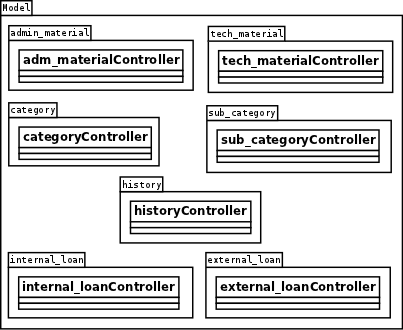 Model
admin_material
tech_material
adm_materialController
tech_materialController
category
sub_category
categoryController
sub_categoryController
history
historyController
internal_loan
external_loan
internal_loanController
external_loanController